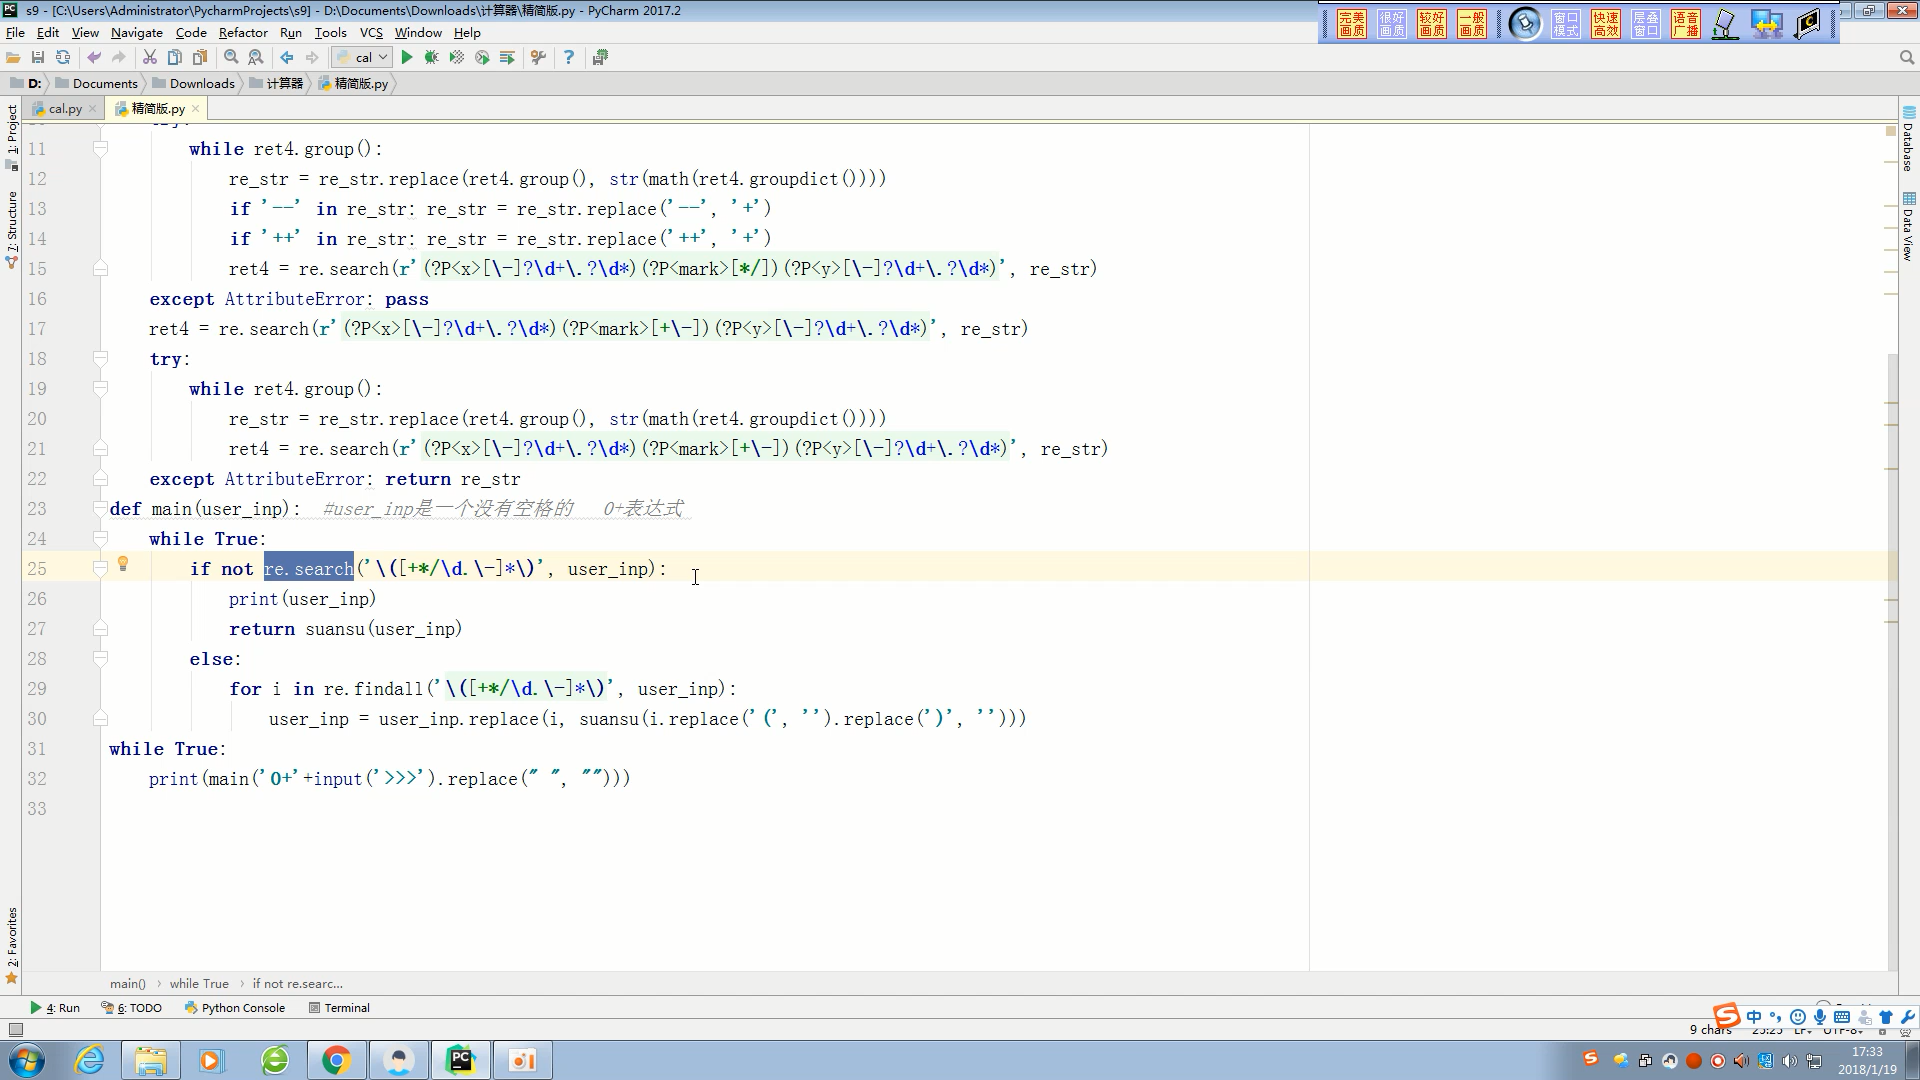 s9 - [C:\Users\Administrator\PycharmProjects\s9] - D:\Documents\Downloads\计算器\精简版.py - PyCharm 2017.2
完美画质 很好画质 较好画质 一般画质 窗口模式 快速高效 层叠窗口 语音广播
File Edit View Navigate Code Refactor Run Tools VCS Window Help
cal
D: Documents Downloads 计算器 精简版.py
cal.py 精简版.py
1: Project
7: Structure
2: Favorites
Database
Data View
11 while ret4.group():
12 re_str = re_str.replace(ret4.group(), str(math(ret4.groupdict())))
13 if '--' in re_str: re_str = re_str.replace('--', '+')
14 if '++' in re_str: re_str = re_str.replace('++', '+')
15 ret4 = re.search(r'(?P<x>[\-]?\d+\.?\d*)(?P<mark>[*/])(?P<y>[\-]?\d+\.?\d*)', re_str)
16 except AttributeError: pass
17 ret4 = re.search(r'(?P<x>[\-]?\d+\.?\d*)(?P<mark>[+\-])(?P<y>[\-]?\d+\.?\d*)', re_str)
18 try:
19 while ret4.group():
20 re_str = re_str.replace(ret4.group(), str(math(ret4.groupdict())))
21 ret4 = re.search(r'(?P<x>[\-]?\d+\.?\d*)(?P<mark>[+\-])(?P<y>[\-]?\d+\.?\d*)', re_str)
22 except AttributeError: return re_str
23 def main(user_inp): #user_inp是一个没有空格的 0+表达式
24 while True:
25 if not re.search('\([+*/\d.\-]*\)', user_inp):
26 print(user_inp)
27 return suansu(user_inp)
28 else:
29 for i in re.findall('\([+*/\d.\-]*\)', user_inp):
30 user_inp = user_inp.replace(i, suansu(i.replace('(', '').replace(')', '')))
31 while True:
32 print(main('0+'+input('>>>').replace(" ", "")))
33
main() while True if not re.searc...
4: Run 6: TODO Python Console Terminal
中
9 chars 25:25 LF÷ UTF-8÷
17:33
2018/1/19